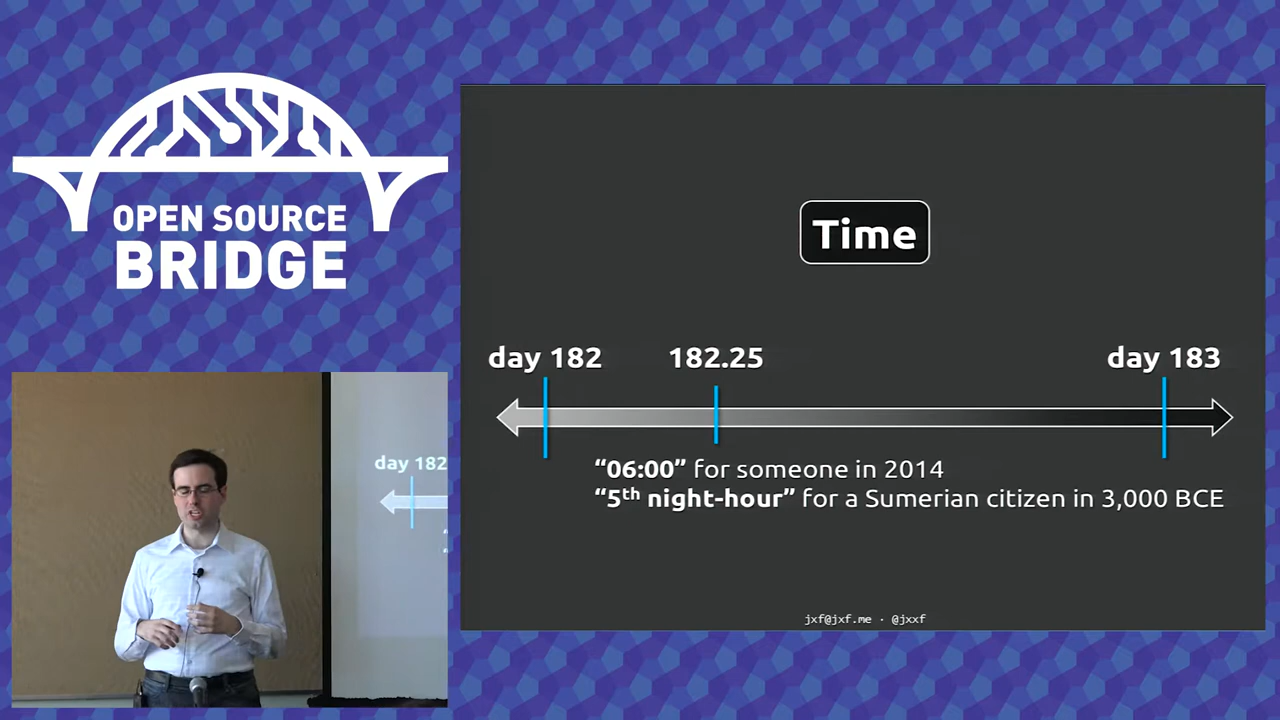 OPEN SOURCE
BRIDGE
Time
day 182
182.25
day 183
“06:00” for someone in 2014
“5th night-hour” for a Sumerian citizen in 3,000 BCE
jxf@jxf.me · @jxxf
day 182